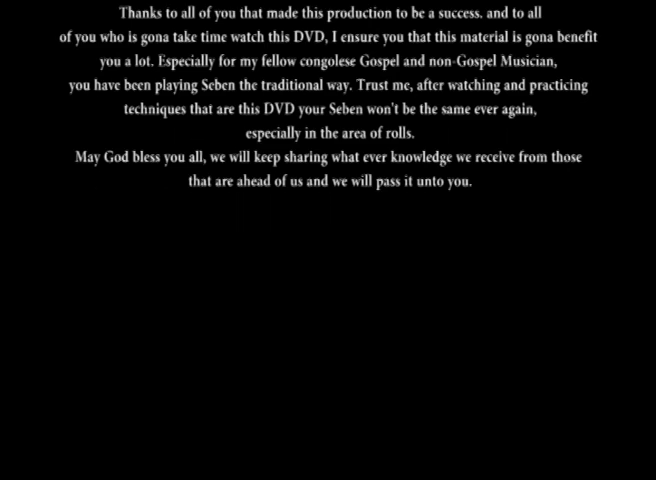 Thanks to all of you that made this production to be a success. and to all
of you who is gona take time watch this DVD, I ensure you that this material is gona benefit
you a lot. Especially for my fellow congolese Gospel and non-Gospel Musician,
you have been playing Seben the traditional way. Trust me, after watching and practicing
techniques that are this DVD your Seben won't be the same ever again,
especially in the area of rolls.
May God bless you all, we will keep sharing what ever knowledge we receive from those
that are ahead of us and we will pass it unto you.